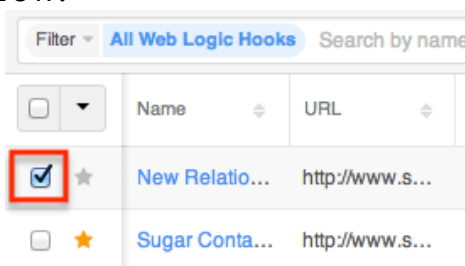 Filter All Web Logic Hooks Search by name
Name URL
New Relatio... http://www.s...
Sugar Conta... http://www.s...